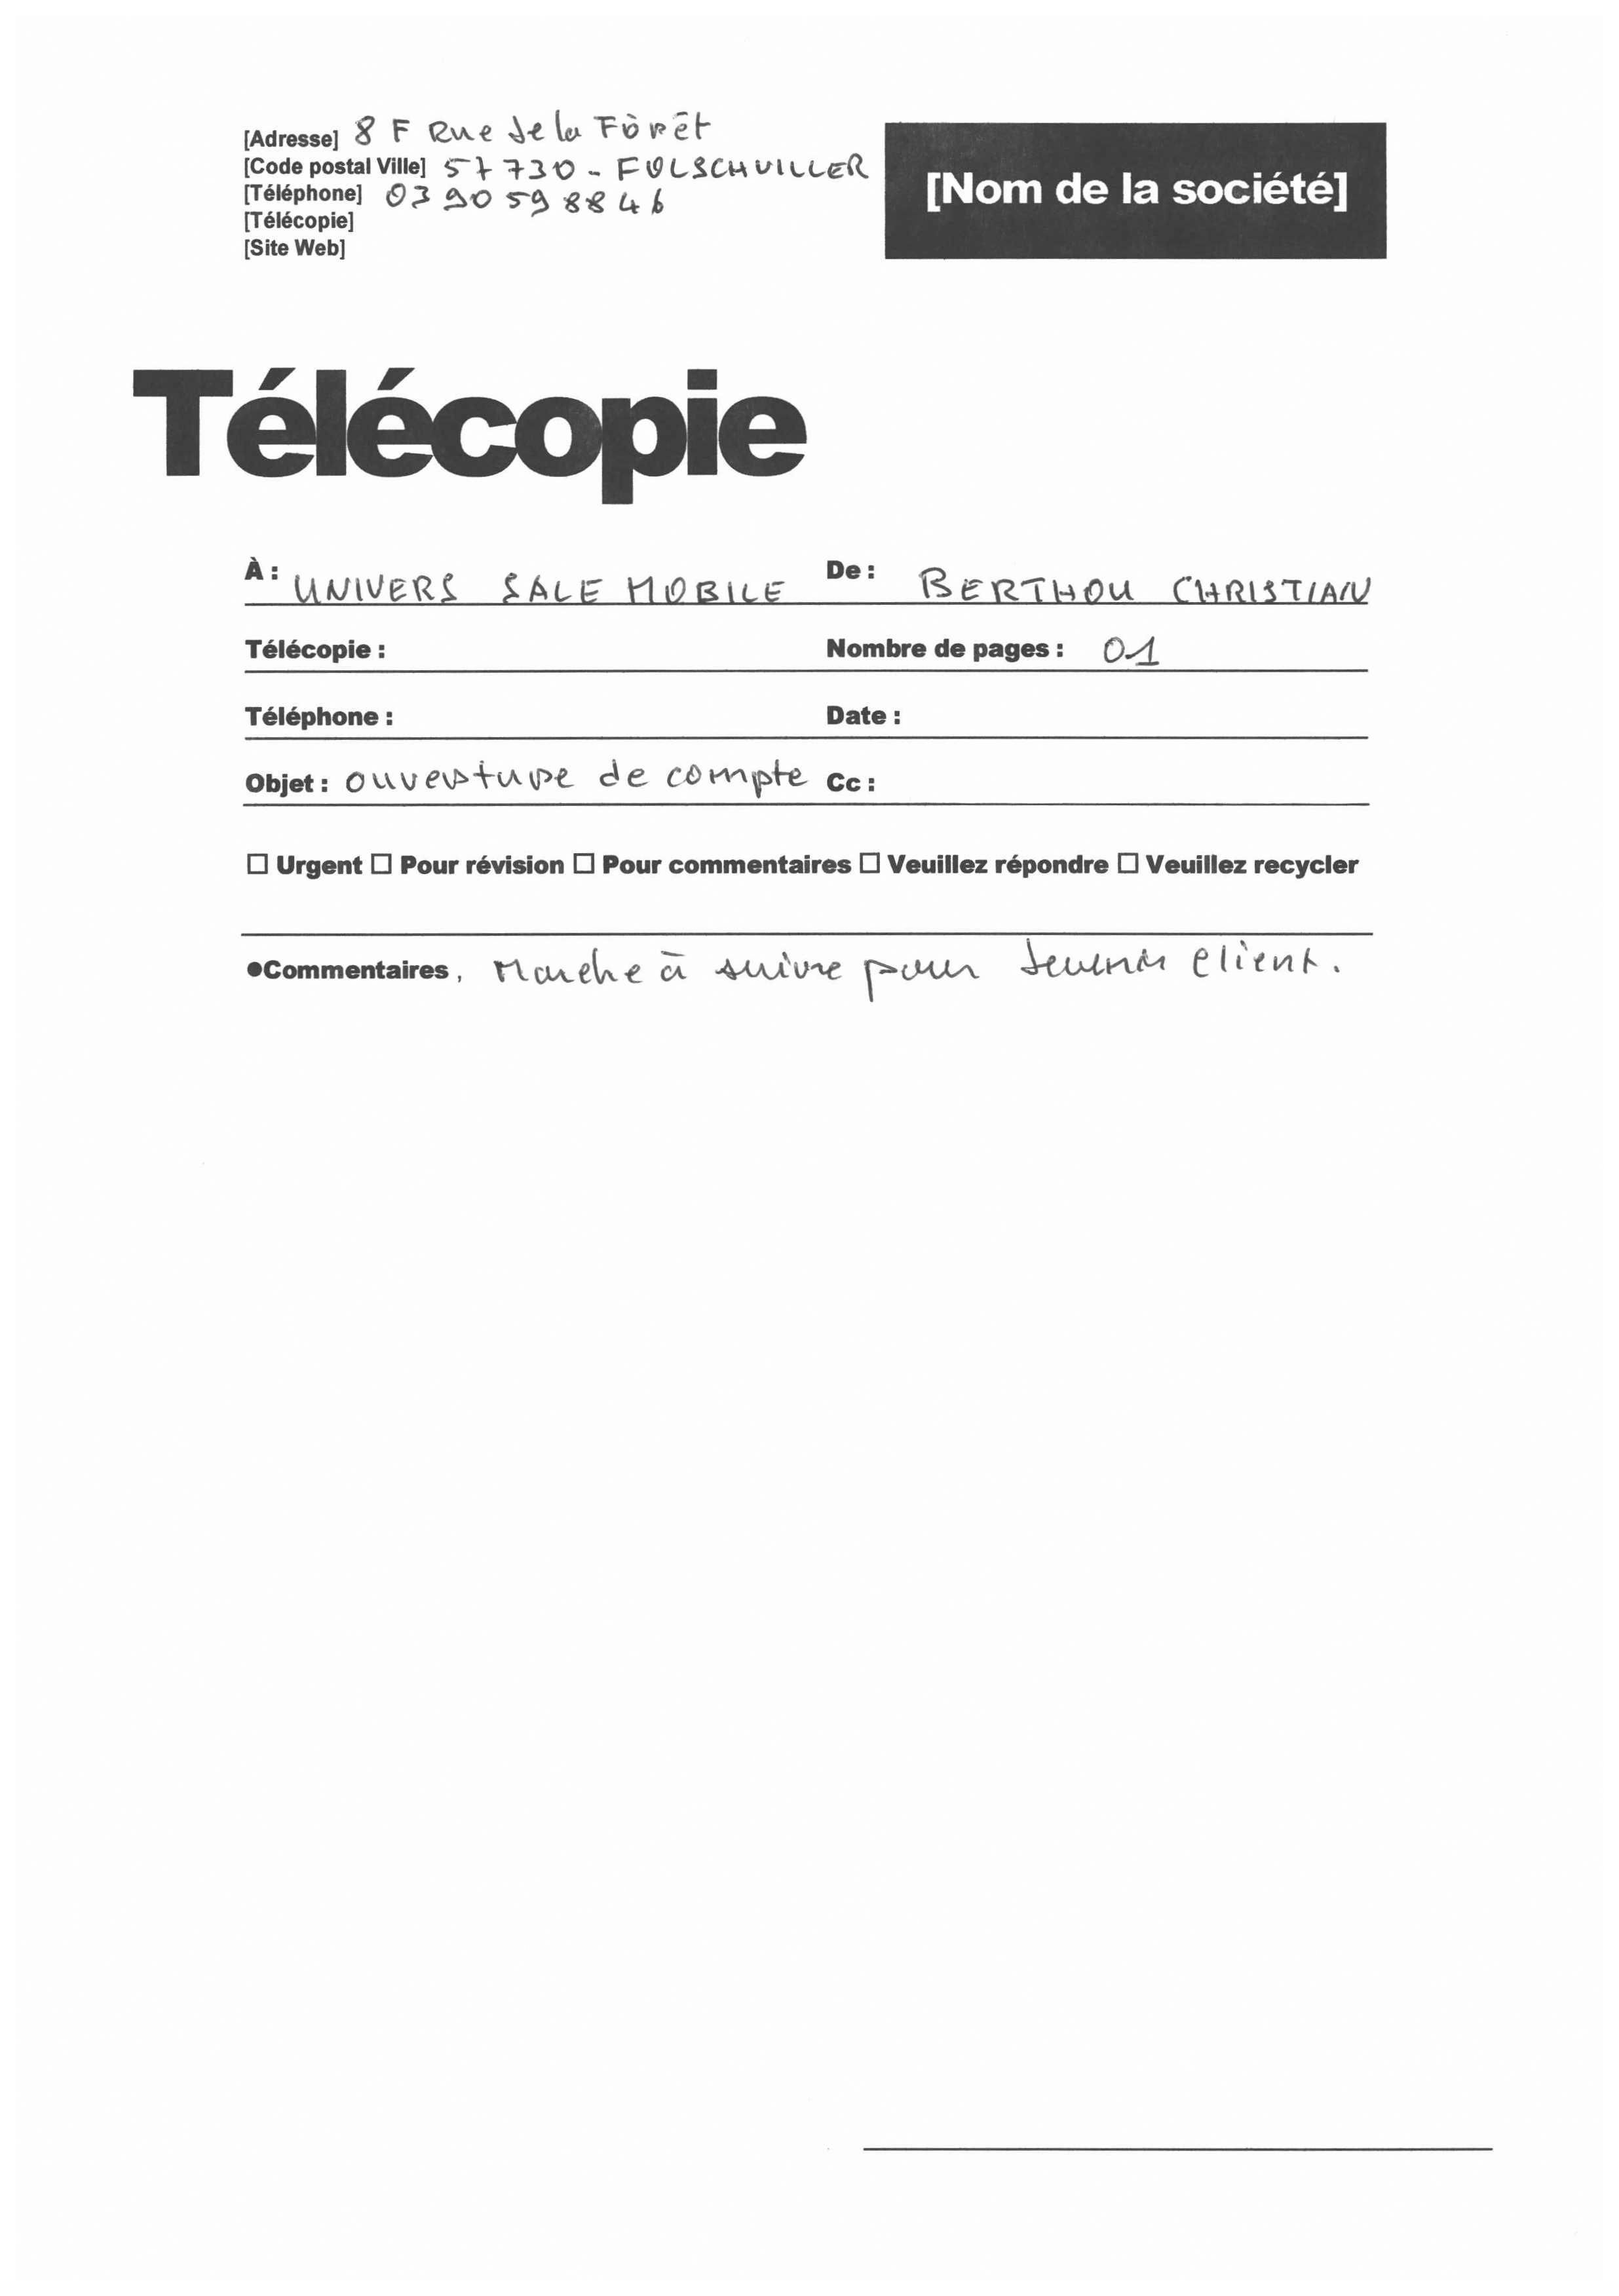 [Adresse] 8 F Rue de la Fòrêt
[Code postal Ville] 57730 - FOLSCHVILLER
[Téléphone] 03 90 59 88 46
[Télécopie]
[Site Web]
[Nom de la société]
Télécopie
À : UNIVERS SALE MOBILE De : BERTHOU CHRISTIAN
Télécopie : Nombre de pages : 01
Téléphone : Date :
Objet : ouverture de compte Cc :
☐ Urgent ☐ Pour révision ☐ Pour commentaires ☐ Veuillez répondre ☐ Veuillez recycler
●Commentaires, Marche à suivre pour devenir client.